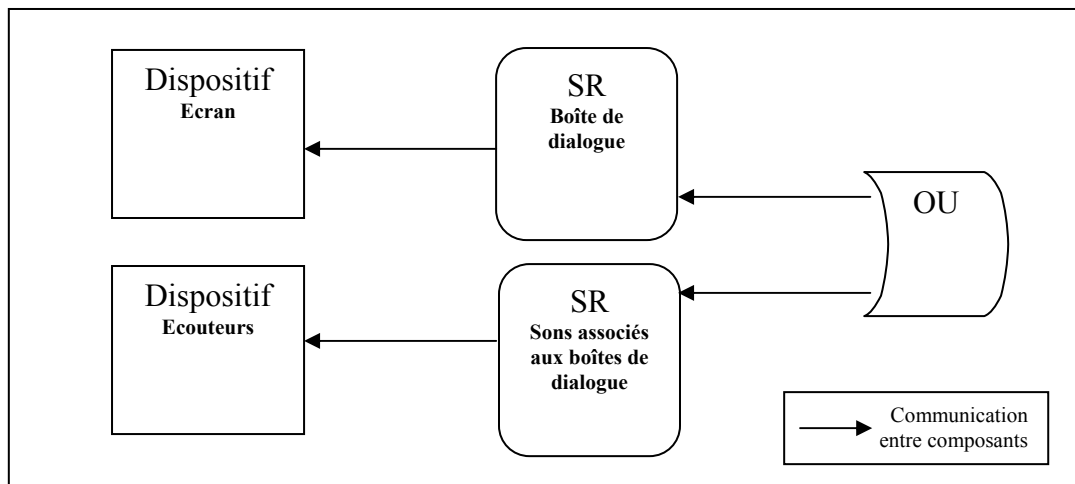 Dispositif
Ecran
SR
Boîte de
dialogue
OU
Dispositif
Ecouteurs
SR
Sons associés
aux boîtes de
dialogue
Communication
entre composants